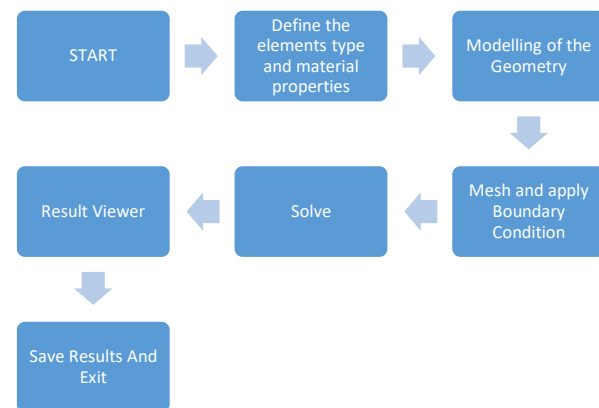 START
Define the
elements type
and material
properties
Modelling of the
Geometry
Mesh and apply
Boundary
Condition
Solve
Result Viewer
Save Results And
Exit